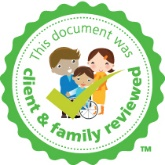 This document was
client & family reviewed
TM